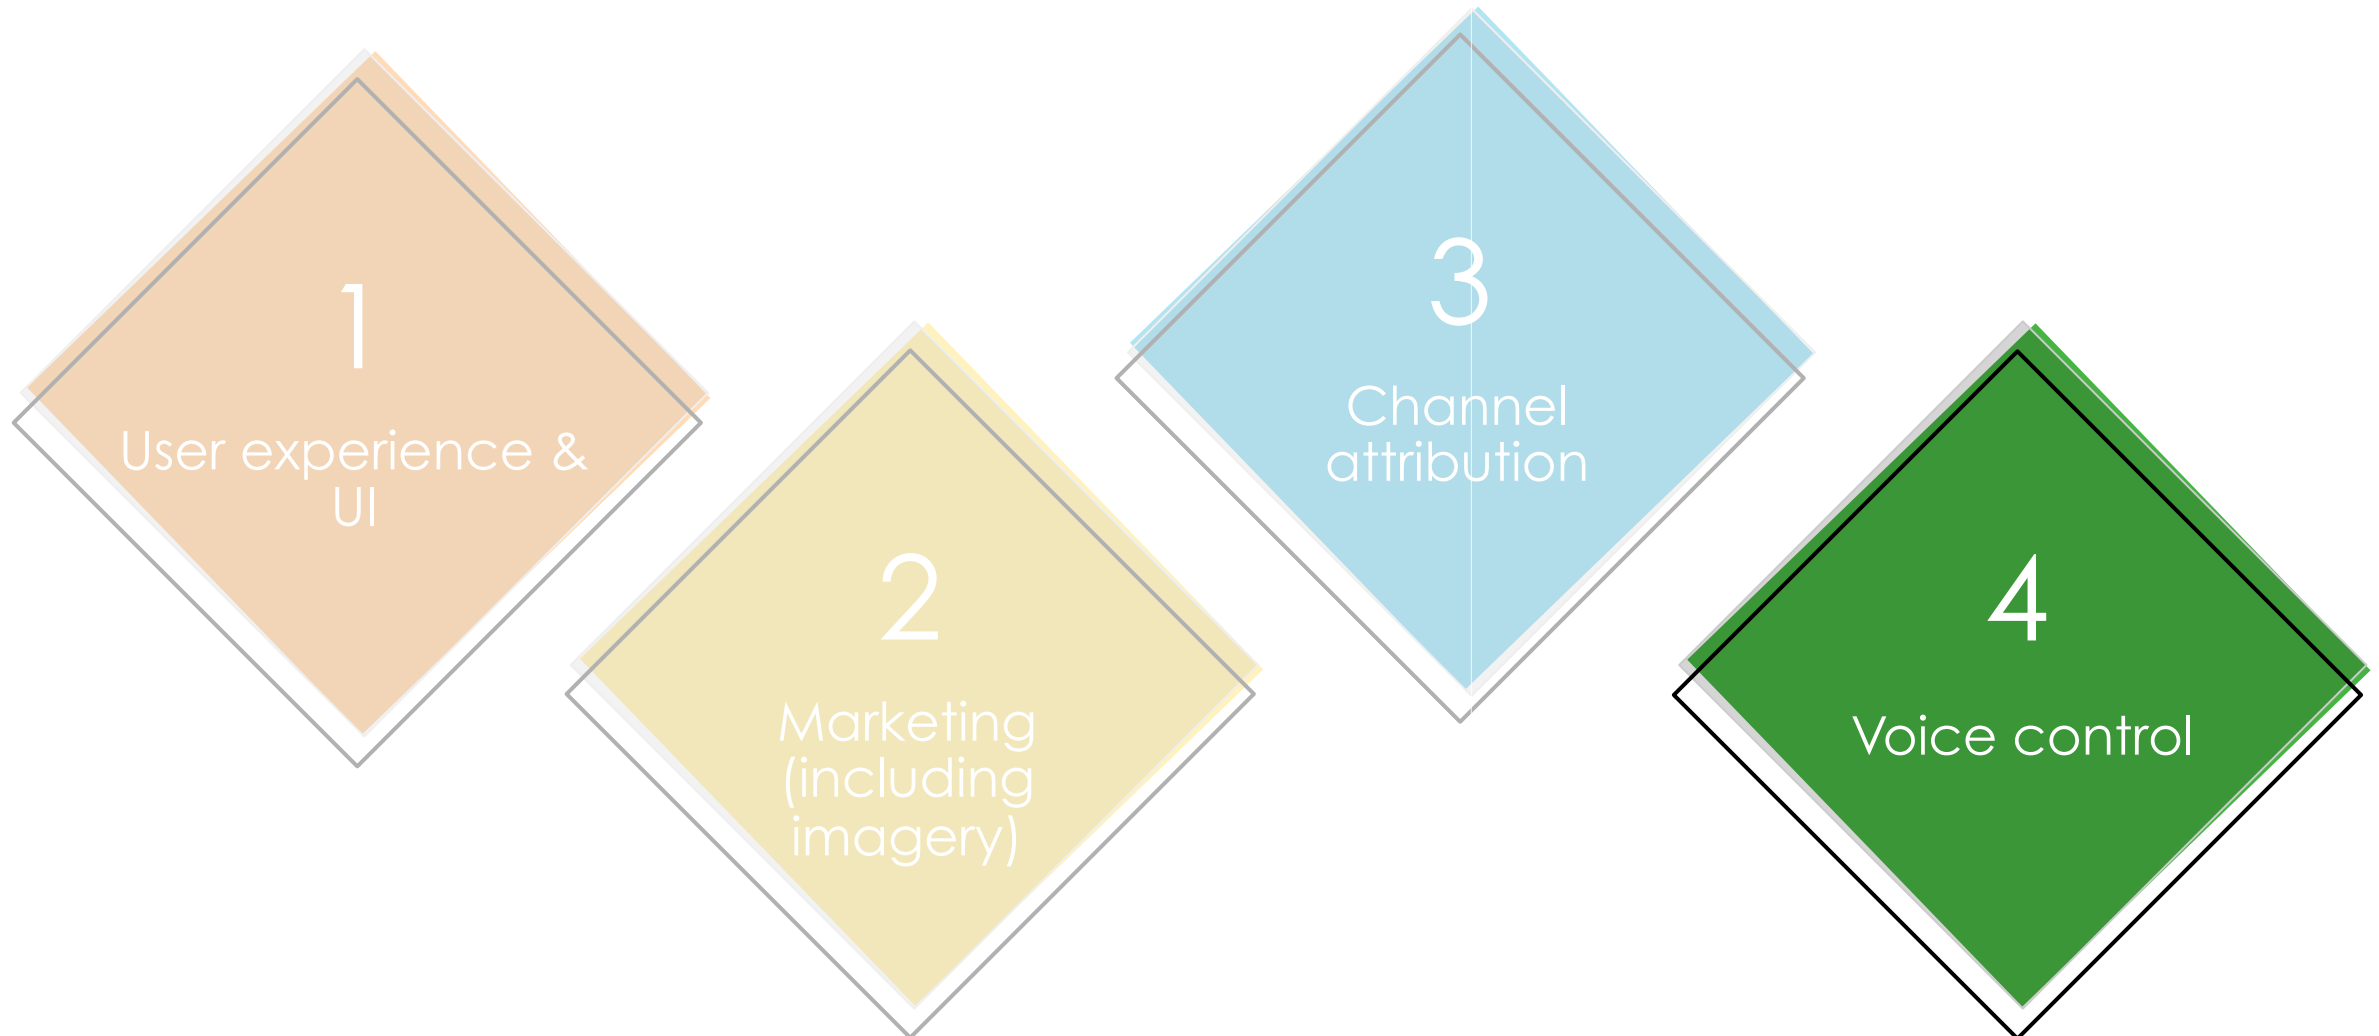 1
User experience &
UI
2
Marketing
(including
imagery)
3
Channel
attribution
4
Voice control